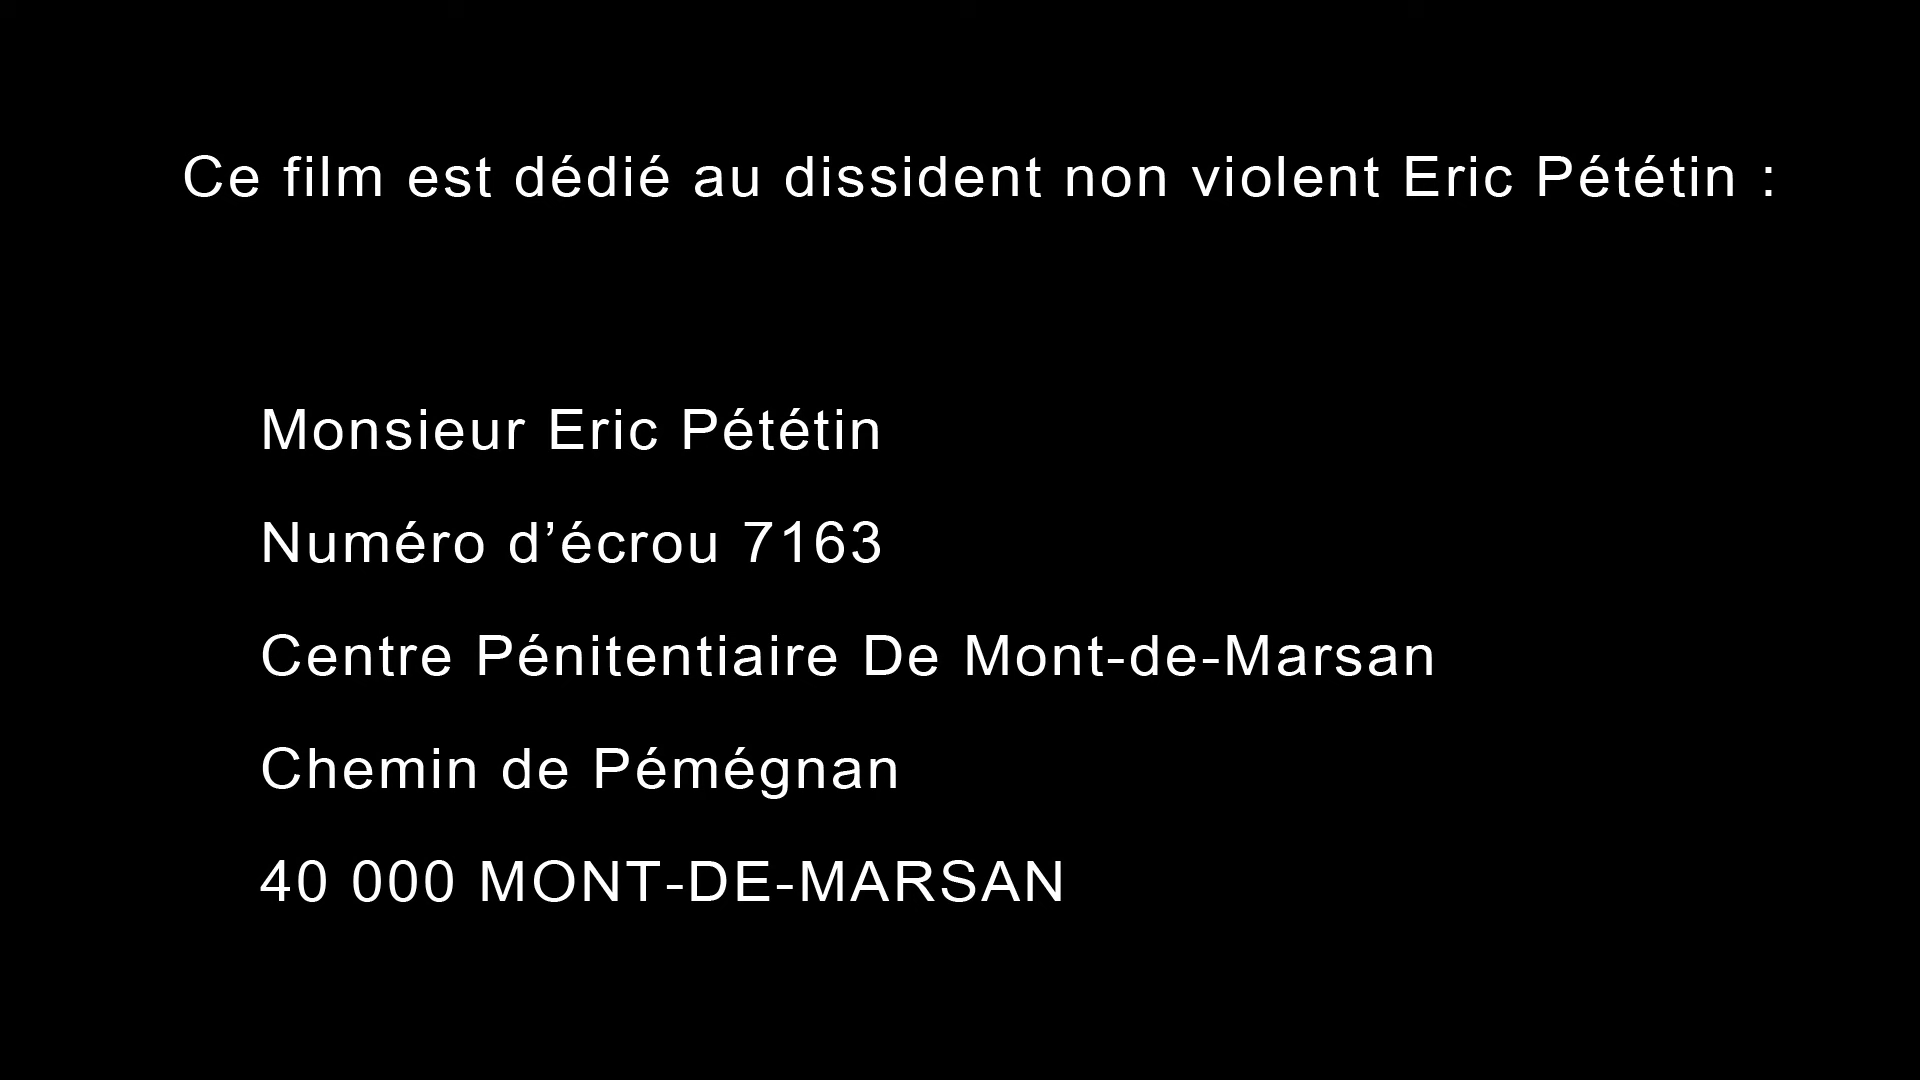 Ce film est dédié au dissident non violent Eric Pététin :
Monsieur Eric Pététin
Numéro d’écrou 7163
Centre Pénitentiaire De Mont-de-Marsan
Chemin de Pémégnan
40 000 MONT-DE-MARSAN